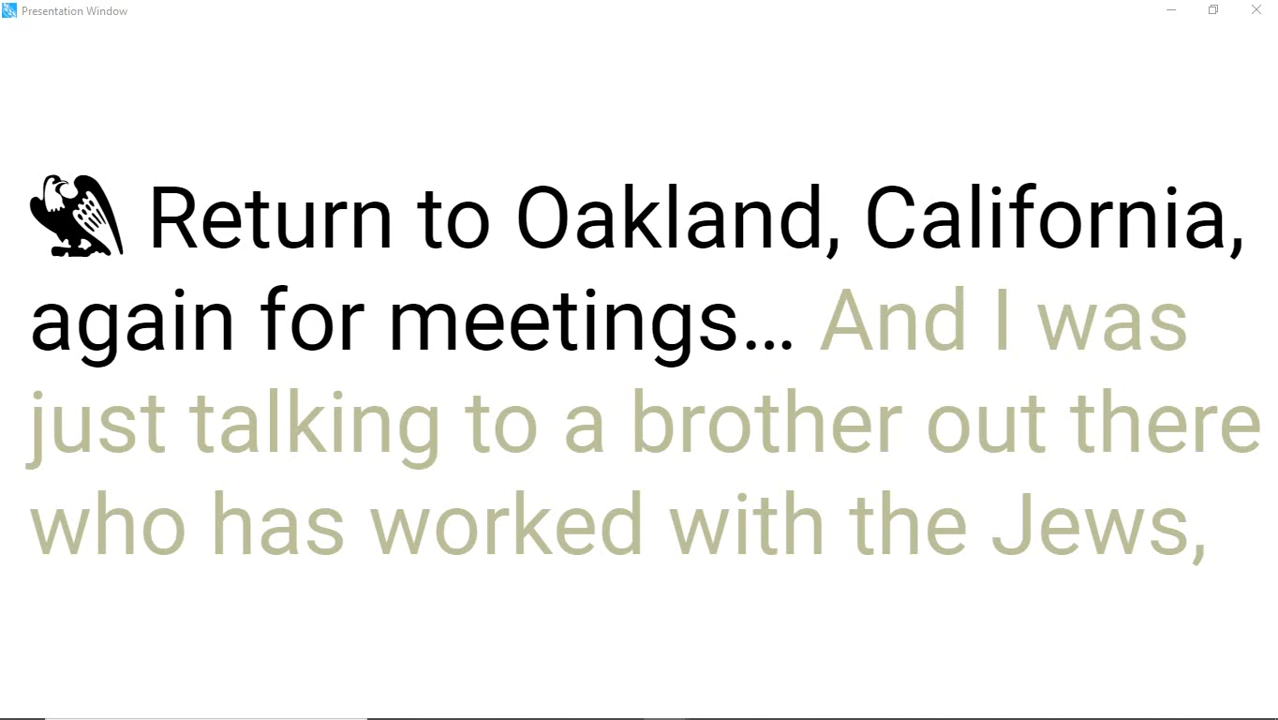 Presentation Window
Return to Oakland, California,
again for meetings... And I was
just talking to a brother out there
who has worked with the Jews,